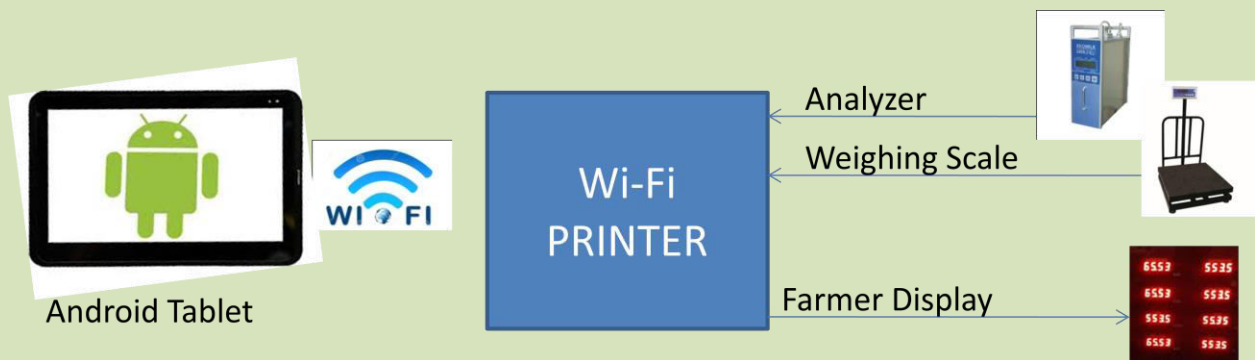 Android Tablet
WI FI
Wi-Fi
PRINTER
Analyzer
Weighing Scale
Farmer Display
6553 5535
6553 5535
5535 5535
6553 5535